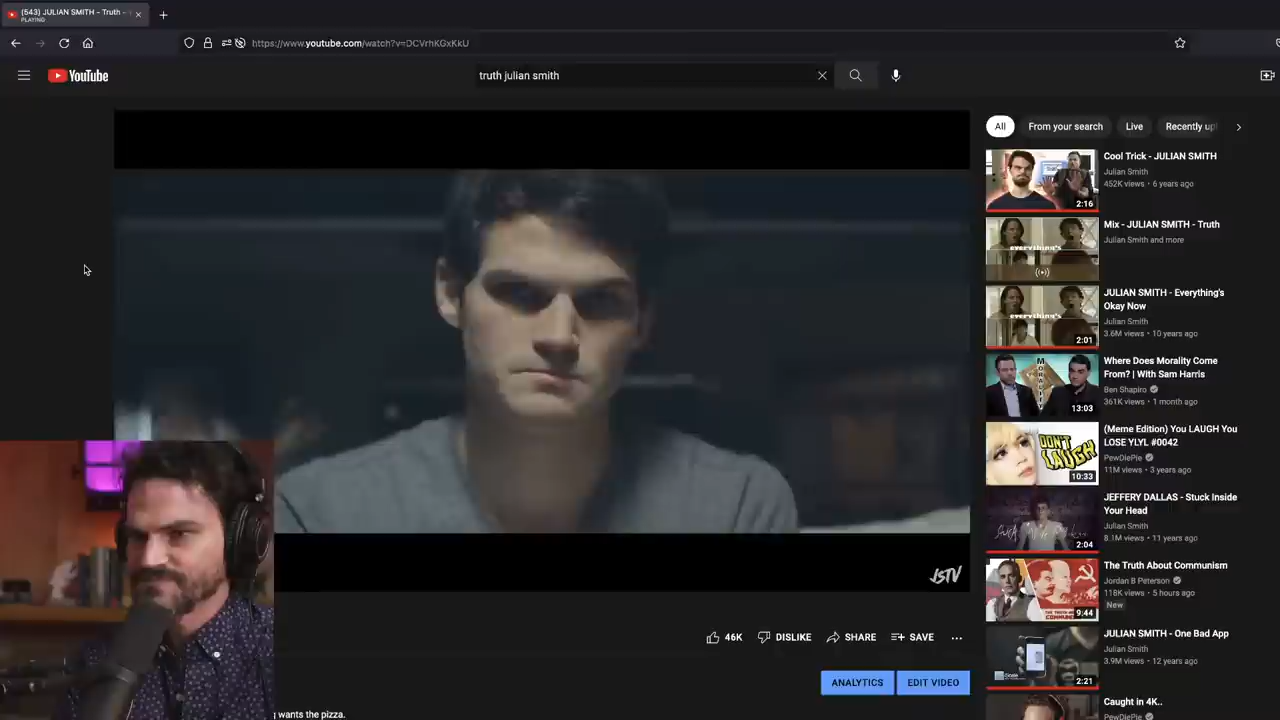 (543) JULIAN SMITH - Truth -
PLAYING
https://www.youtube.com/watch?v=DCVrhKGxKkU
YouTube
truth julian smith
All
From your search
Live
Recently upl
Cool Trick - JULIAN SMITH
Julian Smith
452K views • 6 years ago
2:16
Mix - JULIAN SMITH - Truth
Julian Smith and more
everything's
JULIAN SMITH - Everything's
Okay Now
Julian Smith
3.6M views • 10 years ago
everything's
2:01
Where Does Morality Come
From? | With Sam Harris
Ben Shapiro
361K views • 1 month ago
MORALITY
13:03
(Meme Edition) You LAUGH You
LOSE YLYL #0042
PewDiePie
11M views • 3 years ago
DON'T
LAUGH
10:33
JEFFERY DALLAS - Stuck Inside
Your Head
Julian Smith
8.1M views • 11 years ago
2:04
The Truth About Communism
Jordan B Peterson
118K views • 5 hours ago
New
9:44
JULIAN SMITH - One Bad App
Julian Smith
3.9M views • 12 years ago
2:21
Caught in 4K..
PewDiePie
JSTV
46K
DISLIKE
SHARE
SAVE
ANALYTICS
EDIT VIDEO
wants the pizza.